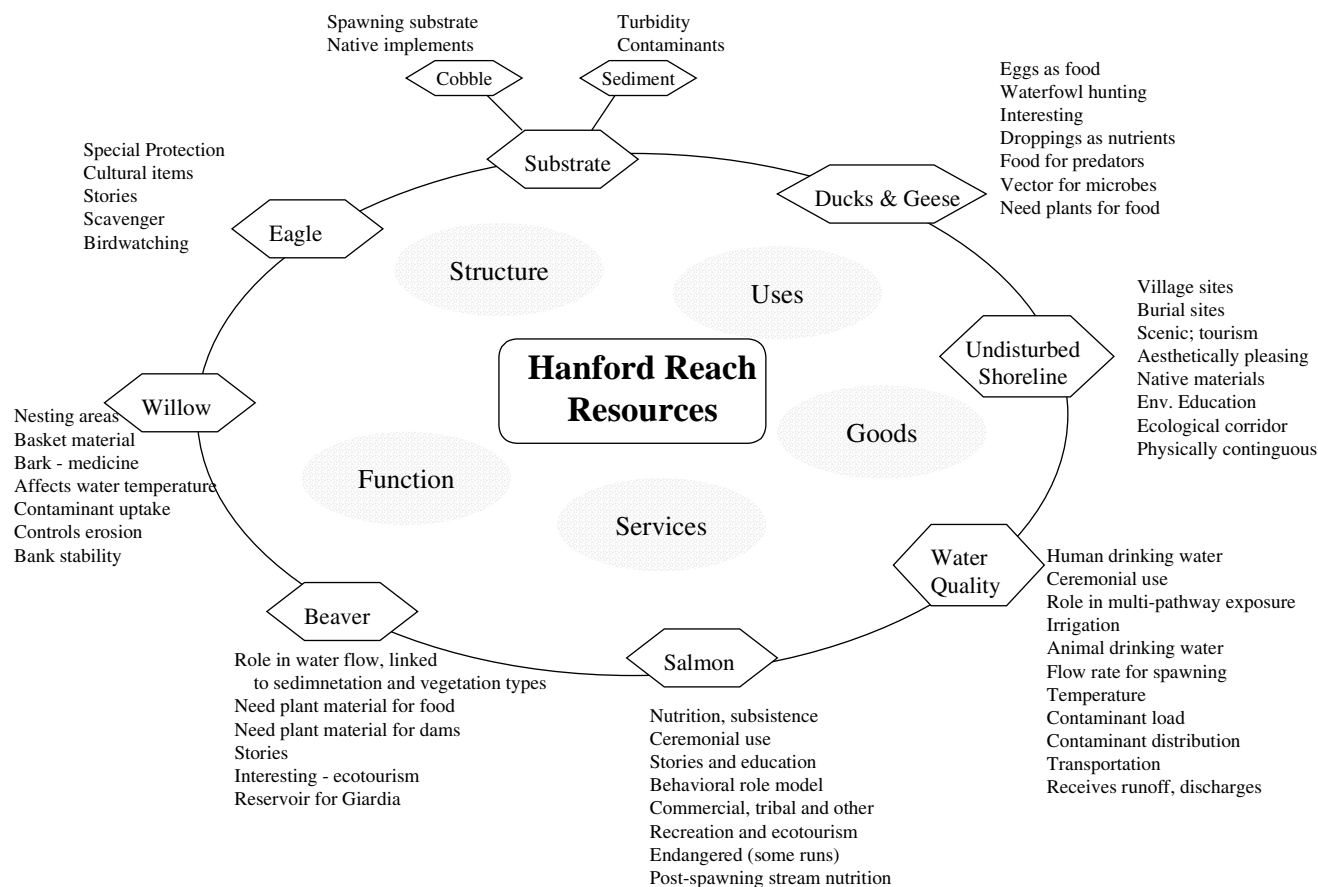 Spawning substrate
Native implements
Turbidity
Contaminants
Cobble
Sediment
Substrate
Eggs as food
Waterfowl hunting
Interesting
Droppings as nutrients
Food for predators
Vector for microbes
Need plants for food
Ducks & Geese
Special Protection
Cultural items
Stories
Scavenger
Birdwatching
Eagle
Structure
Uses
Village sites
Burial sites
Scenic; tourism
Aesthetically pleasing
Native materials
Env. Education
Ecological corridor
Physically continguous
Undisturbed
Shoreline
Hanford Reach
Resources
Willow
Nesting areas
Basket material
Bark - medicine
Affects water temperature
Contaminant uptake
Controls erosion
Bank stability
Goods
Function
Services
Water
Quality
Human drinking water
Ceremonial use
Role in multi-pathway exposure
Irrigation
Animal drinking water
Flow rate for spawning
Temperature
Contaminant load
Contaminant distribution
Transportation
Receives runoff, discharges
Beaver
Role in water flow, linked
to sedimnetation and vegetation types
Need plant material for food
Need plant material for dams
Stories
Interesting - ecotourism
Reservoir for Giardia
Salmon
Nutrition, subsistence
Ceremonial use
Stories and education
Behavioral role model
Commercial, tribal and other
Recreation and ecotourism
Endangered (some runs)
Post-spawning stream nutrition